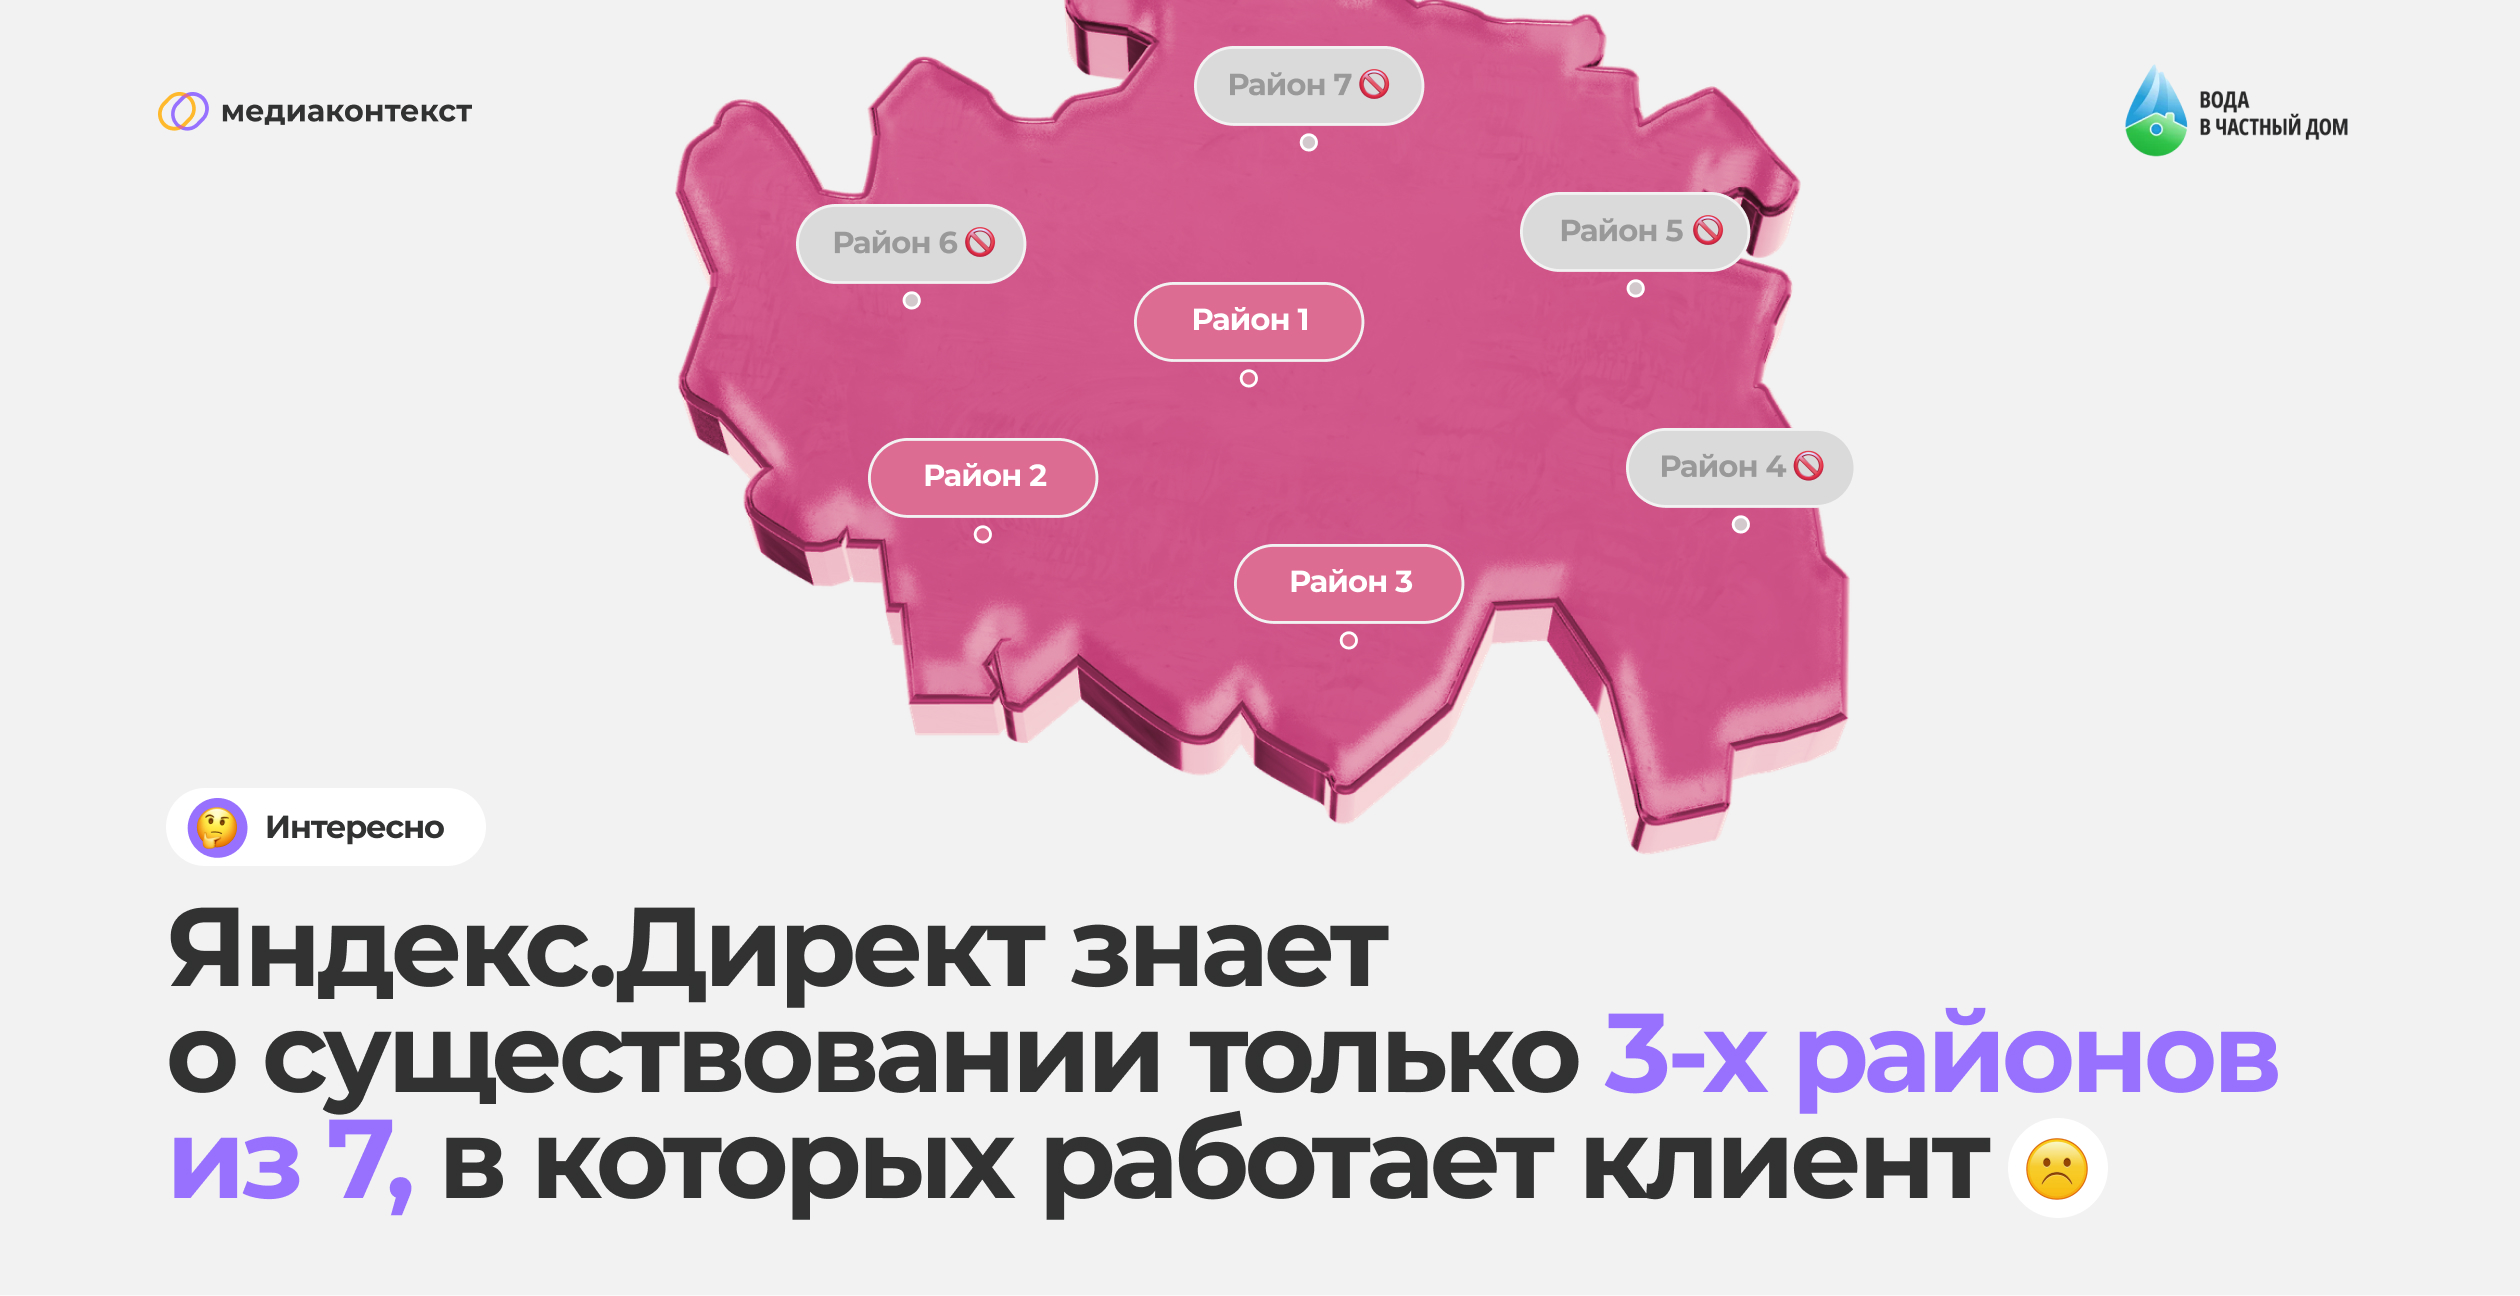 медиаконтекст
ВОДА
В ЧАСТНЫЙ ДОМ
Район 7
Район 6
Район 5
Район 1
Район 2
Район 4
Район 3
Интересно
Яндекс.Директ знает
о существовании только 3-х районов
из 7, в которых работает клиент